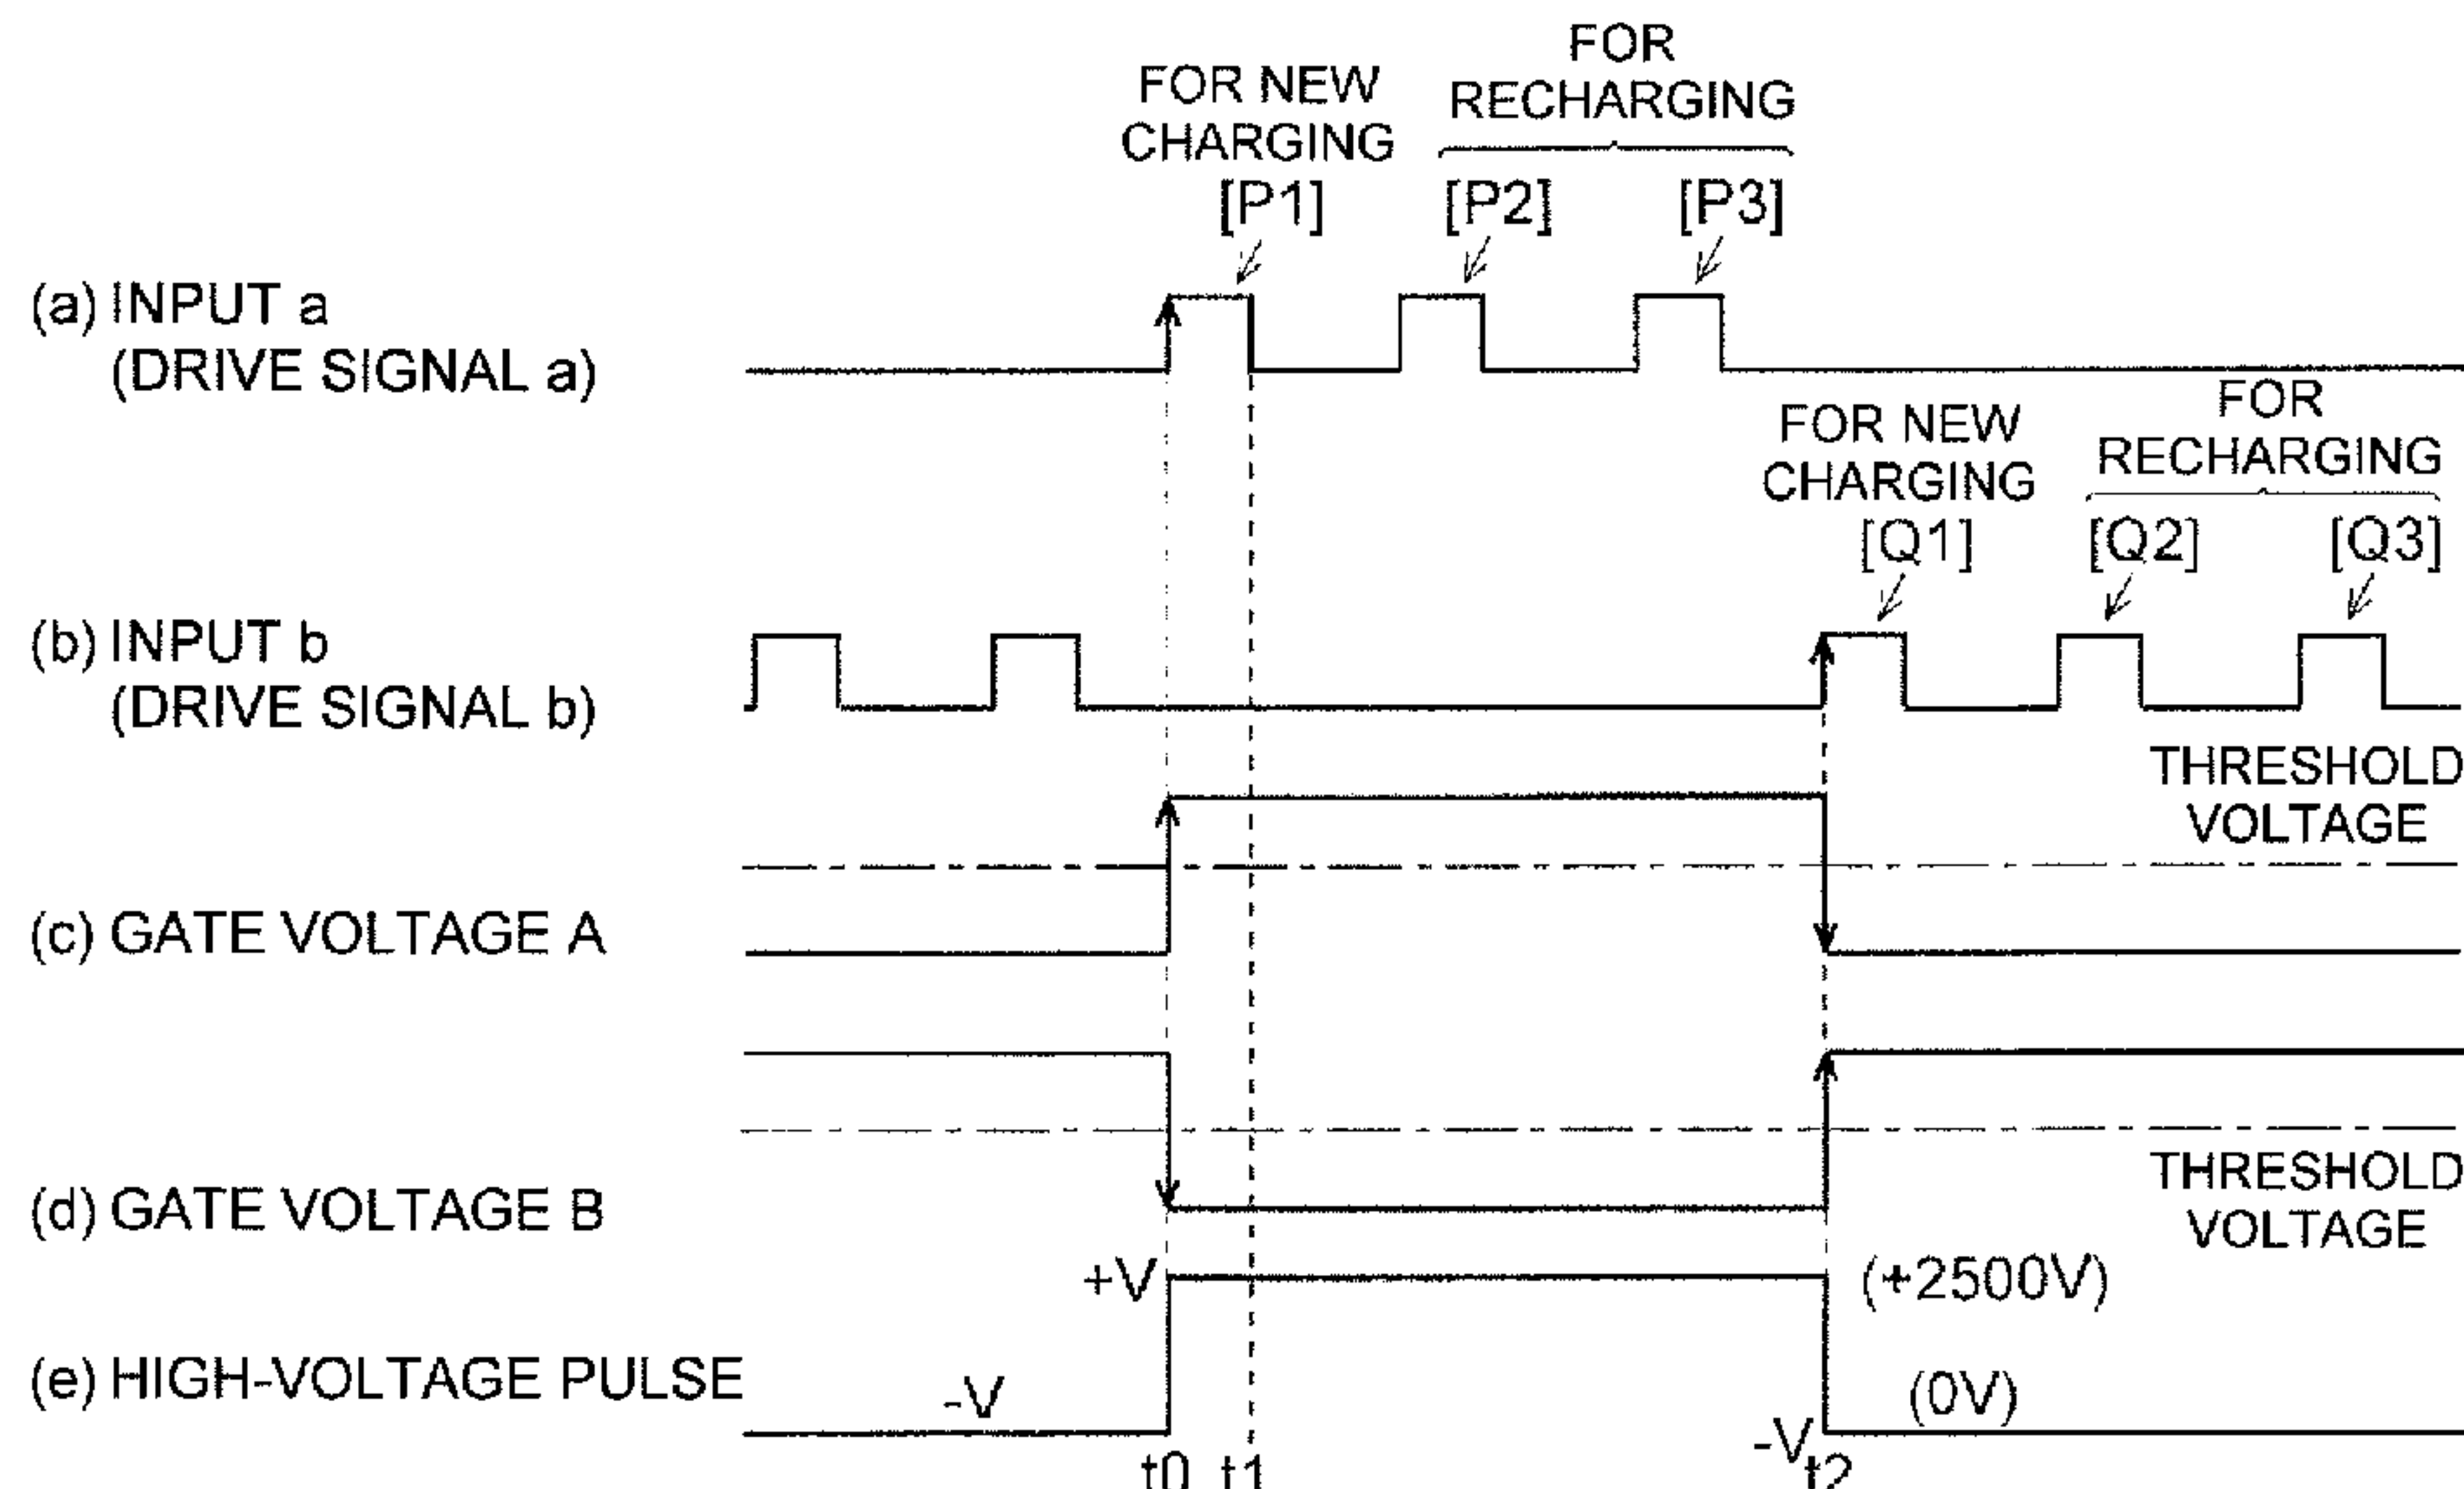 FOR
RECHARGING
FOR NEW
CHARGING
[P1] [P2] [P3]
(a) INPUT a
(DRIVE SIGNAL a)
FOR
RECHARGING
FOR NEW
CHARGING
[Q1] [Q2] [Q3]
(b) INPUT b
(DRIVE SIGNAL b)
THRESHOLD
VOLTAGE
(c) GATE VOLTAGE A
(d) GATE VOLTAGE B
THRESHOLD
VOLTAGE
+V (+2500V)
(e) HIGH-VOLTAGE PULSE
-V (0V)
-V
t0 t1 t2